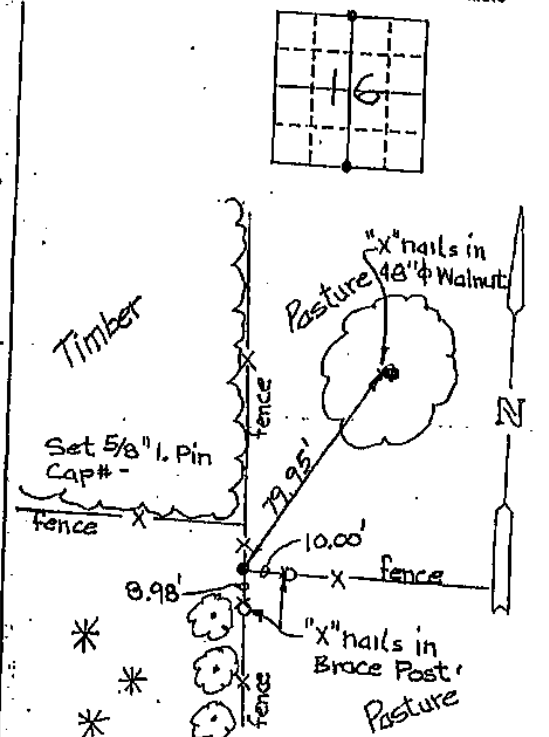 16
"X" nails in
48"φ Walnut
Pasture
Timber
fence
Set 5/8" I. Pin
Cap# -
79.95'
N
fence
10.00'
fence
8.98'
"X" nails in
Brace Post
fence
Pasture